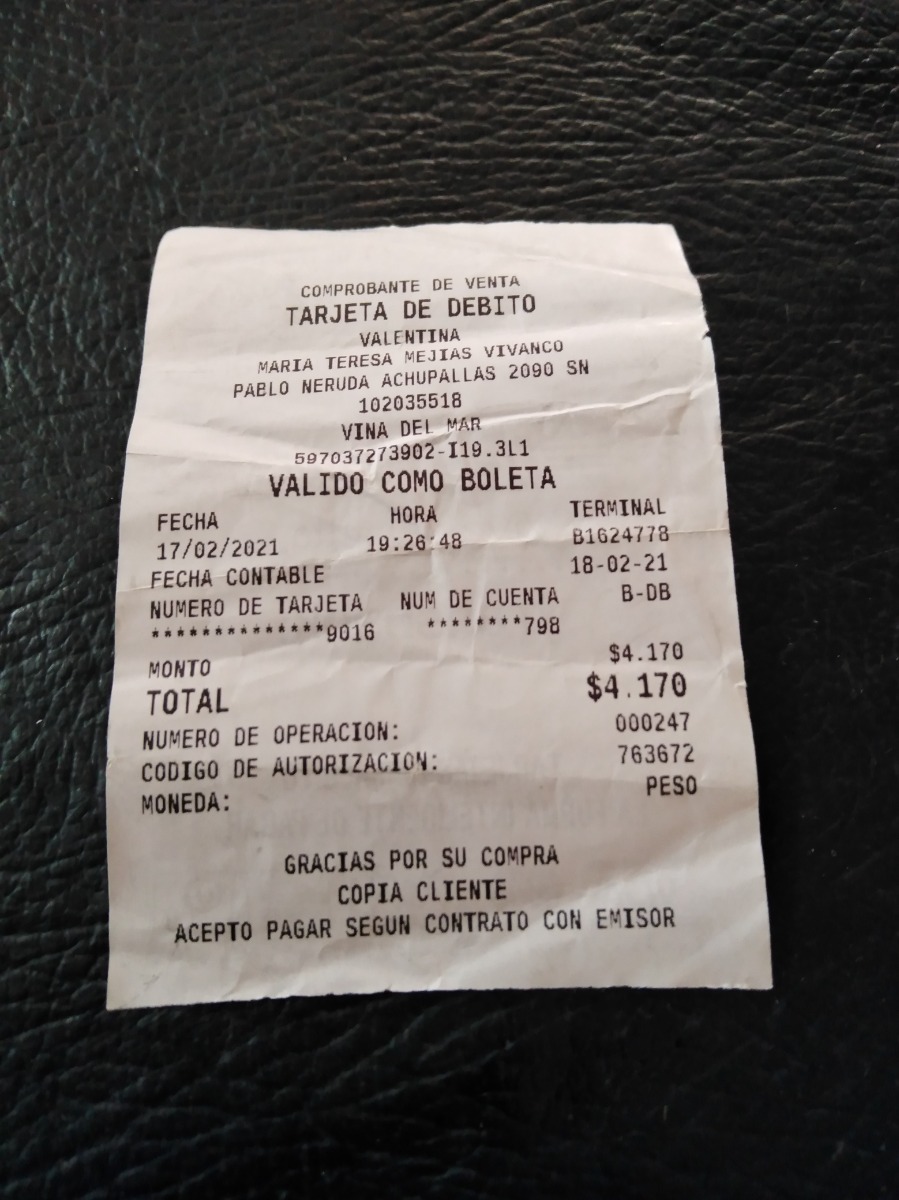 COMPROBANTE DE VENTA
TARJETA DE DEBITO
VALENTINA
MARIA TERESA MEJIAS VIVANCO
PABLO NERUDA ACHUPALLAS 2090 SN
102035518
VINA DEL MAR
597037273902-I19.3L1
VALIDO COMO BOLETA
FECHA HORA TERMINAL
17/02/2021 19:26:48 B1624778
FECHA CONTABLE 18-02-21
NUMERO DE TARJETA NUM DE CUENTA B-DB
**************9016 ********798
MONTO $4.170
TOTAL $4.170
NUMERO DE OPERACION: 000247
CODIGO DE AUTORIZACION: 763672
MONEDA: PESO
GRACIAS POR SU COMPRA
COPIA CLIENTE
ACEPTO PAGAR SEGUN CONTRATO CON EMISOR